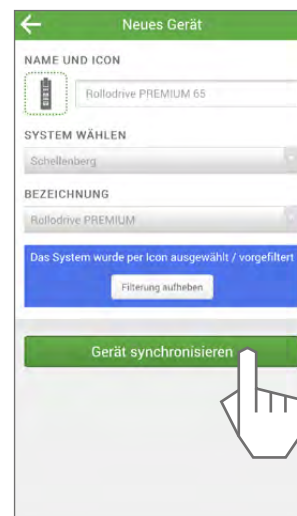 Neues Gerät
NAME UND ICON
Rollodrive PREMIUM 65
SYSTEM WÄHLEN
Schellenberg
BEZEICHNUNG
Rollodrive PREMIUM
Das System wurde per Icon ausgewählt / vorgefiltert
Filterung aufheben
Gerät synchronisieren